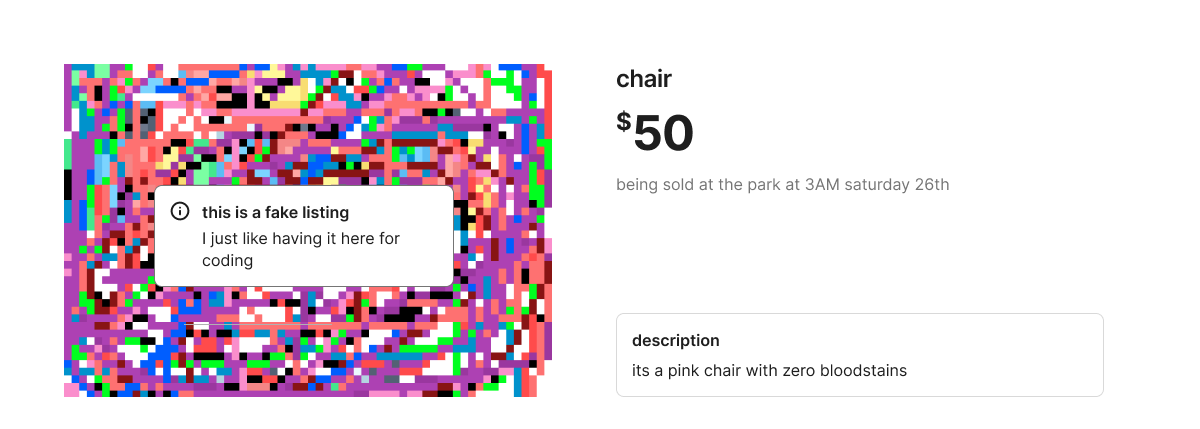 chair
$50
being sold at the park at 3AM saturday 26th
this is a fake listing
I just like having it here for
coding
description
its a pink chair with zero bloodstains